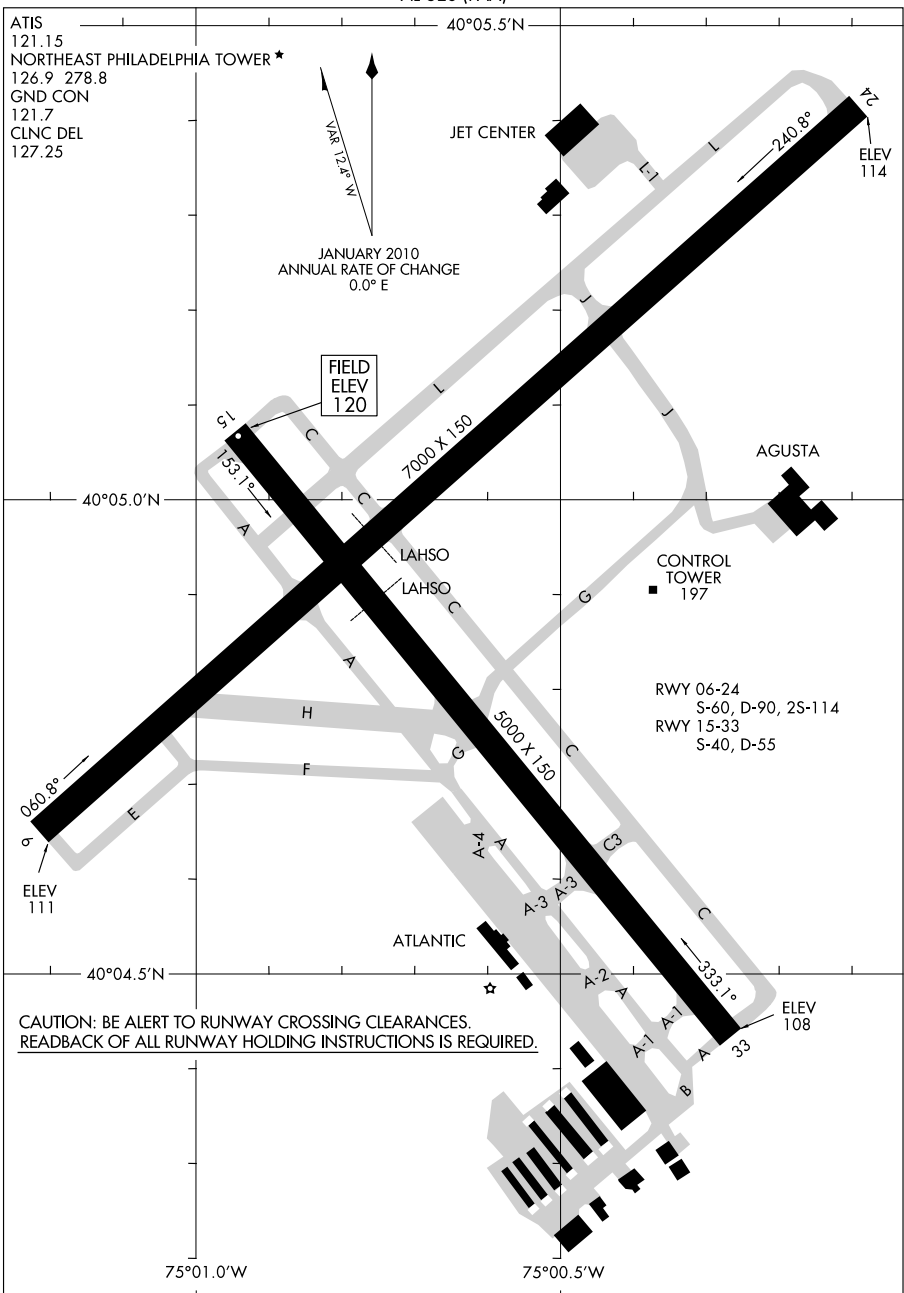 ATIS
121.15
NORTHEAST PHILADELPHIA TOWER
126.9 278.8
GND CON
121.7
CLNC DEL
127.25
40°05.5'N
VAR 12.4° W
JANUARY 2010
ANNUAL RATE OF CHANGE
0.0° E
JET CENTER
L-1
L
240.8°
24
ELEV
114
J
FIELD
ELEV
120
L
15
C
153.1°
7000 X 150
J
AGUSTA
40°05.0'N
C
A
LAHSO
LAHSO
CONTROL
TOWER
197
C
G
A
RWY 06-24
S-60, D-90, 2S-114
RWY 15-33
S-40, D-55
H
5000 X 150
C
G
F
060.8°
E
6
A-4
A
C3
ELEV
111
A-3
A-3
C
ATLANTIC
40°04.5'N
A-2
A
333.1°
CAUTION: BE ALERT TO RUNWAY CROSSING CLEARANCES.
READBACK OF ALL RUNWAY HOLDING INSTRUCTIONS IS REQUIRED.
A-1
A-1
ELEV
108
A
33
B
75°01.0'W
75°00.5'W